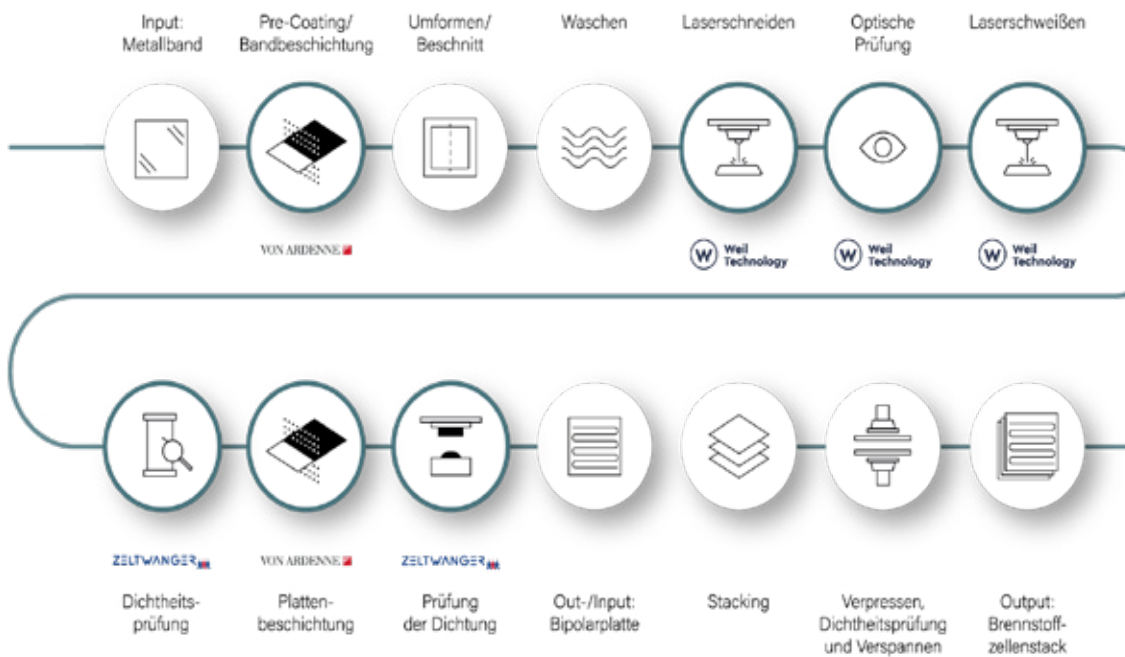 Input:
Metallband
Pre-Coating/
Bandbeschichtung
Umformen/
Beschnitt
Waschen
Laserschneiden
Optische
Prüfung
Laserschweißen
VON ARDENNE
W Weil
Technology
W Weil
Technology
W Weil
Technology
ZELTWANGER
VON ARDENNE
ZELTWANGER
Dichtheits-
prüfung
Platten-
beschichtung
Prüfung
der Dichtung
Out-/Input:
Bipolarplatte
Stacking
Verpressen,
Dichtheitsprüfung
und Verspannen
Output:
Brennstoff-
zellenstack